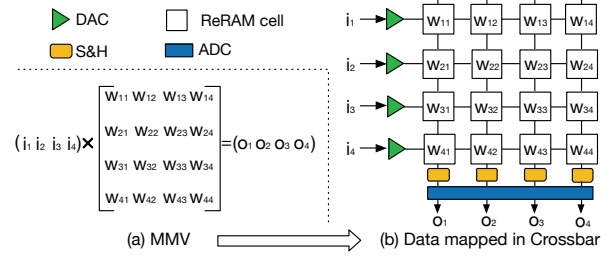 DAC ReRAM cell
S&H ADC
(i1 i2 i3 i4)×
W11 W12 W13 W14
W21 W22 W23 W24
W31 W32 W33 W34
W41 W42 W43 W44
=(O1 O2 O3 O4)
(a) MMV
i1 W11 W12 W13 W14
i2 W21 W22 W23 W24
i3 W31 W32 W33 W34
i4 W41 W42 W43 W44
O1 O2 O3 O4
(b) Data mapped in Crossbar